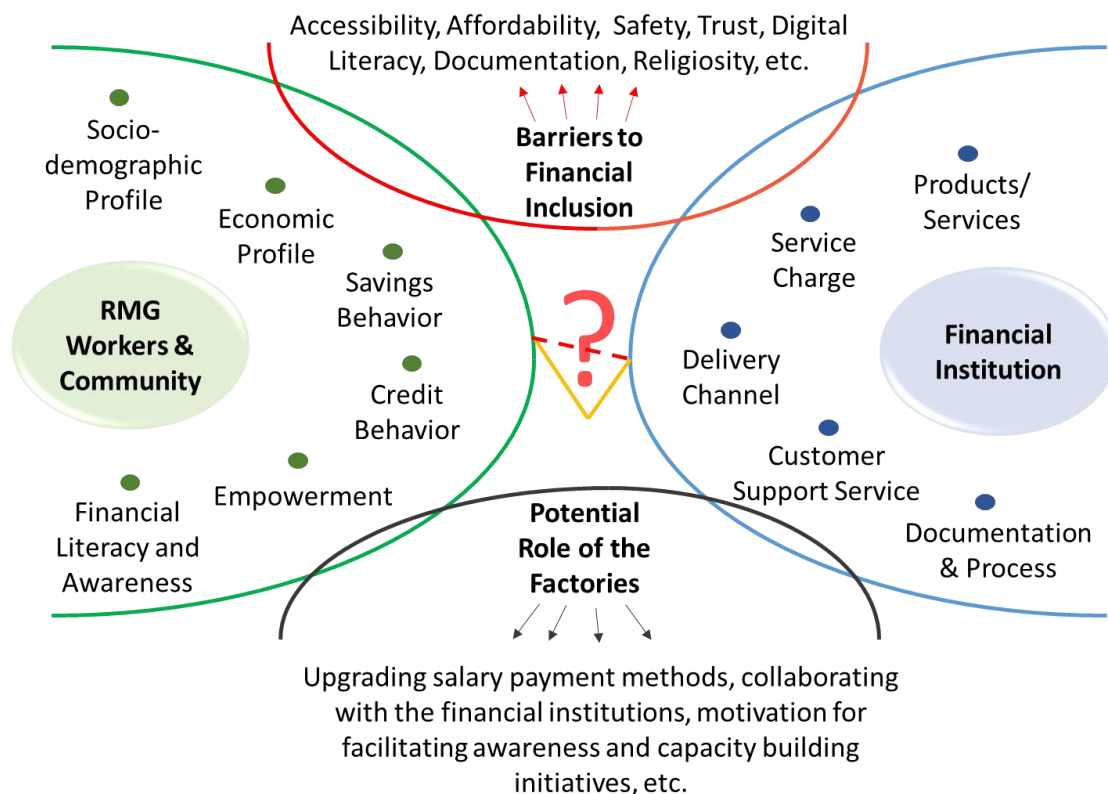 Accessibility, Affordability, Safety, Trust, Digital
Literacy, Documentation, Religiosity, etc.
Barriers to
Financial
Inclusion
Socio-
demographic
Profile
Economic
Profile
Savings
Behavior
RMG
Workers &
Community
Credit
Behavior
Empowerment
Financial
Literacy and
Awareness
?
Products/
Services
Service
Charge
Financial
Institution
Delivery
Channel
Customer
Support Service
Documentation
& Process
Potential
Role of the
Factories
Upgrading salary payment methods, collaborating
with the financial institutions, motivation for
facilitating awareness and capacity building
initiatives, etc.